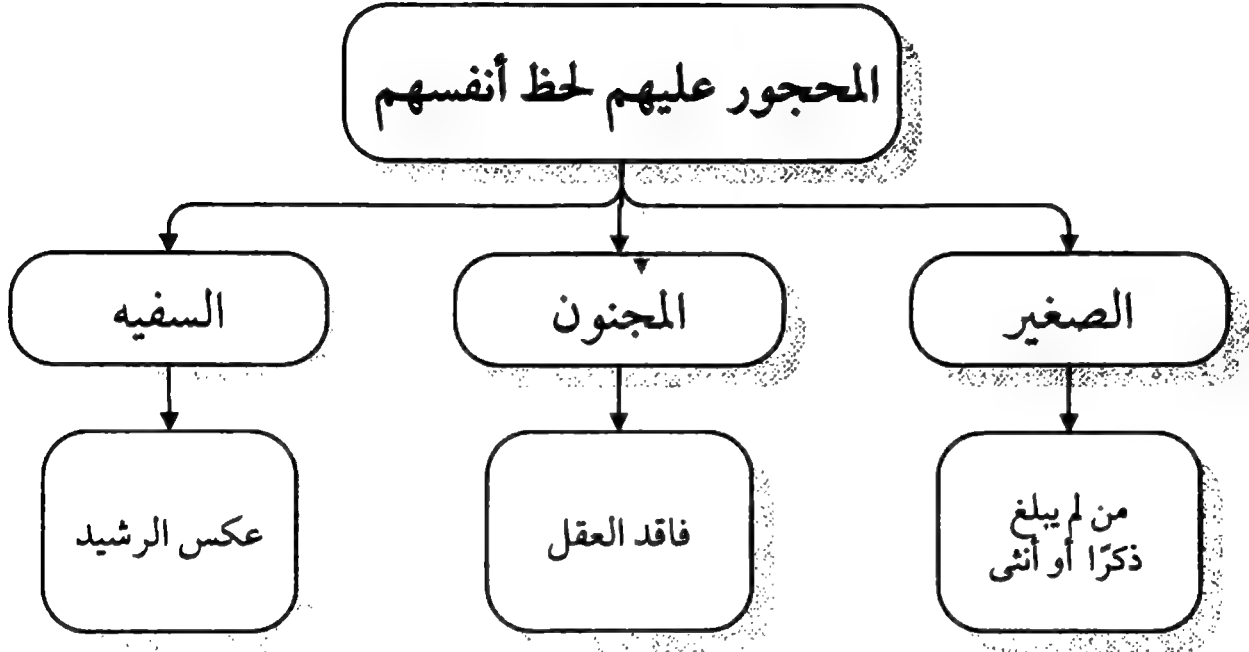 المحجور عليهم لحظ أنفسهم
الصغير
المجنون
السفيه
من لم يبلغ
ذكرًا أو أنثى
فاقد العقل
عكس الرشيد